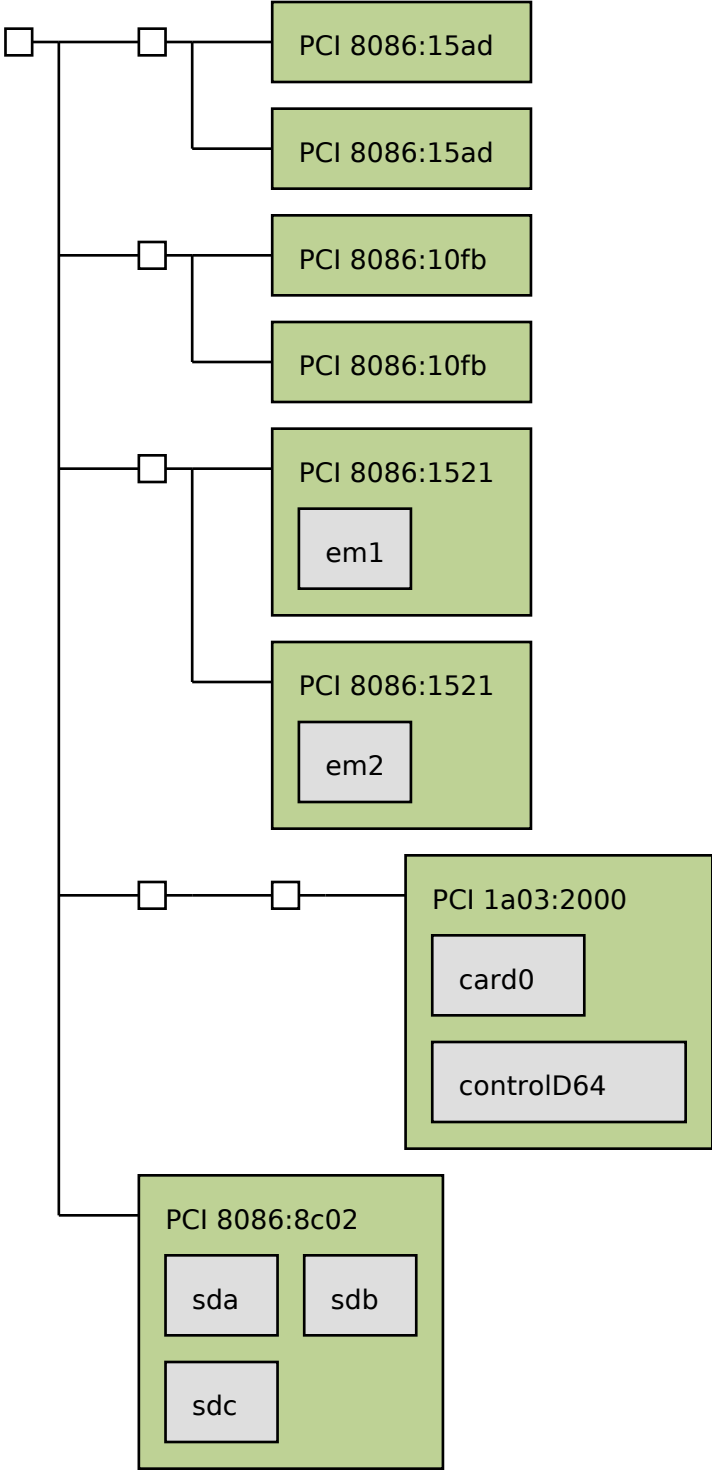 PCI 8086:15ad
PCI 8086:15ad
PCI 8086:10fb
PCI 8086:10fb
PCI 8086:1521
em1
PCI 8086:1521
em2
PCI 1a03:2000
card0
controlD64
PCI 8086:8c02
sda sdb
sdc